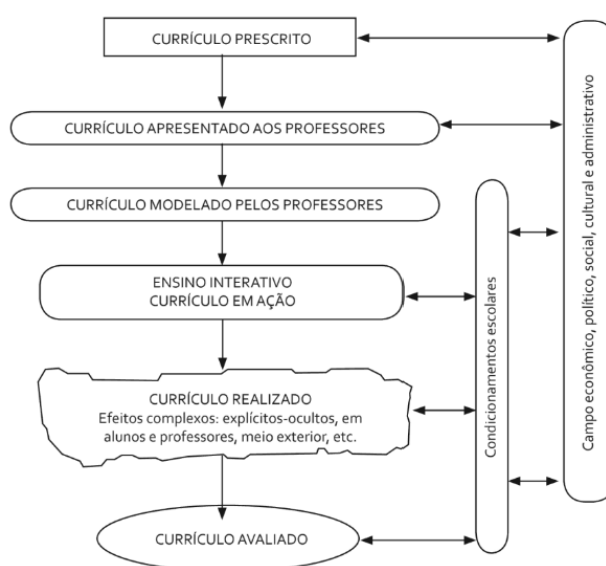 CURRÍCULO PRESCRITO
CURRÍCULO APRESENTADO AOS PROFESSORES
CURRÍCULO MODELADO PELOS PROFESSORES
ENSINO INTERATIVO
CURRÍCULO EM AÇÃO
CURRÍCULO REALIZADO
Efeitos complexos: explícitos-ocultos, em
alunos e professores, meio exterior, etc.
CURRÍCULO AVALIADO
Condicionamentos escolares
Campo econômico, político, social, cultural e administrativo